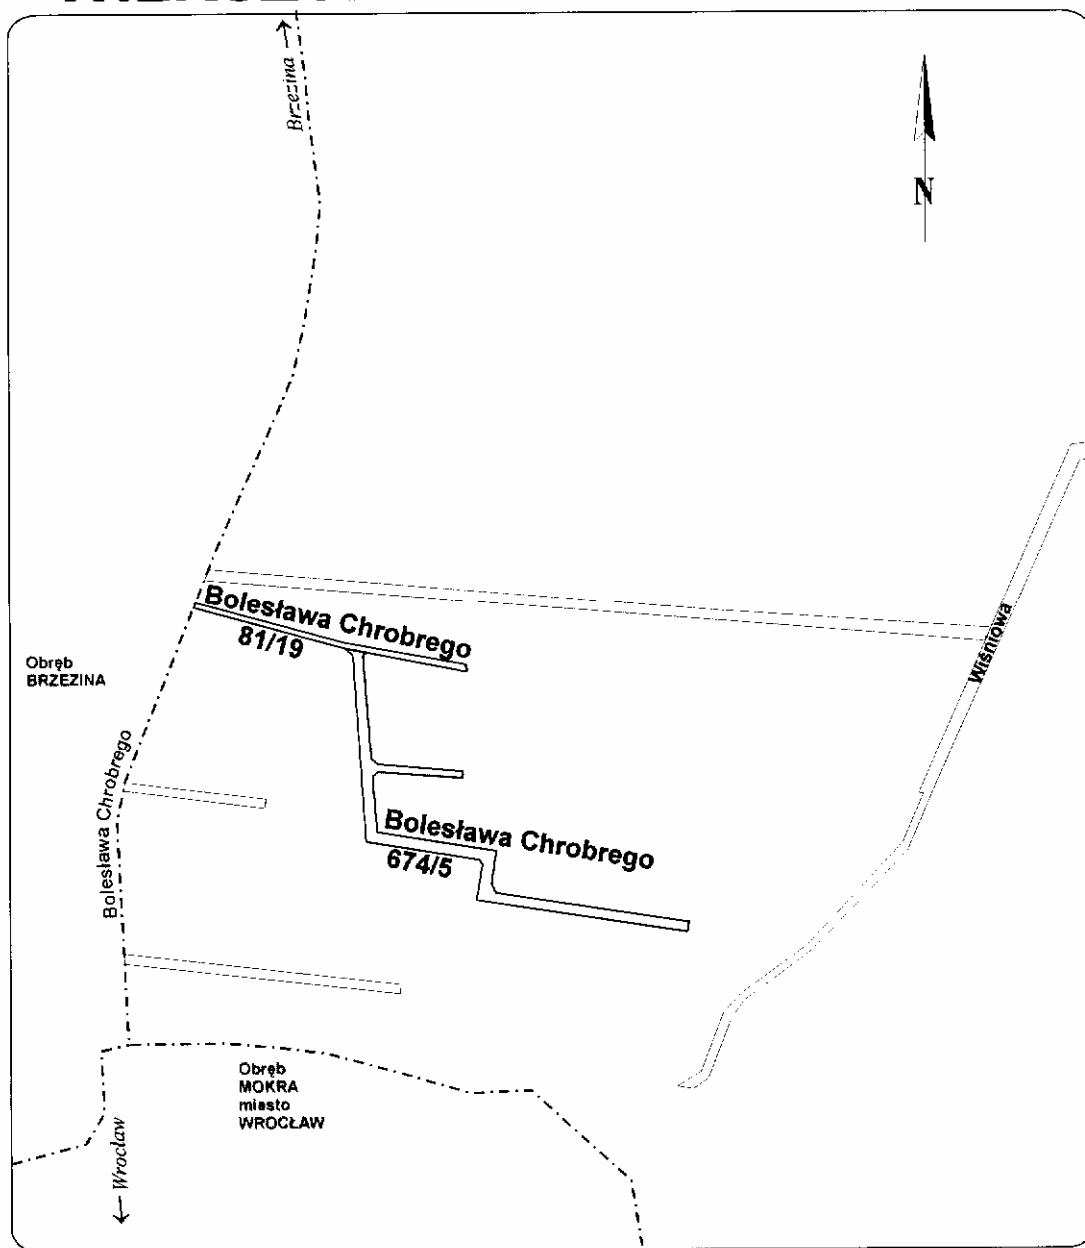 Brzezina
N
Bolesława Chrobrego
81/19
Wiśniowa
Obręb
BRZEZINA
Bolesława Chrobrego
Bolesława Chrobrego
674/5
Obręb
MOKRA
miasto
WROCŁAW
Wrocław